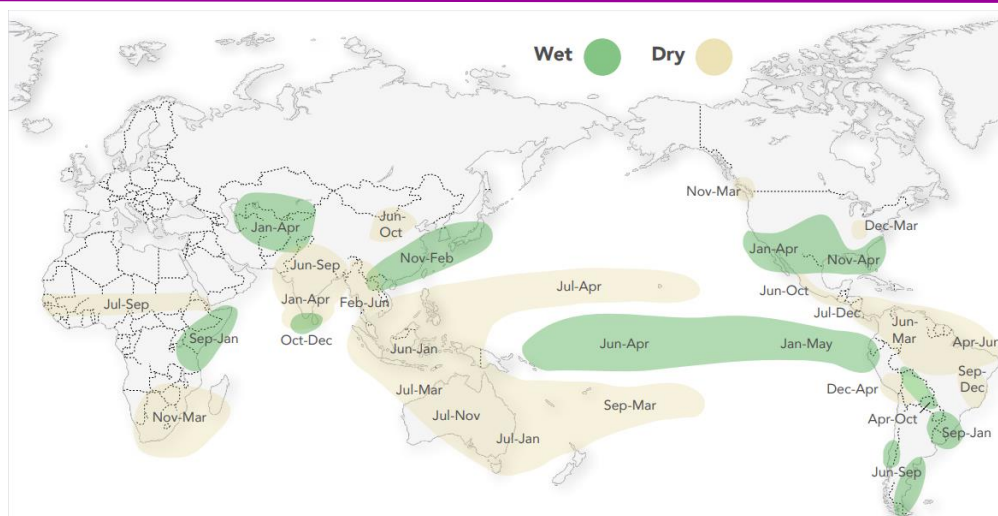 Wet
Dry
Nov-Mar
Jun-
Oct
Dec-Mar
Jan-Apr
Nov-Feb
Jan-Apr
Nov-Apr
Jun-Sep
Jun-Oct
Jul-Apr
Jul-Sep
Jan-Apr
Feb-Jun
Jul-Dec
Jun-
Mar
Sep-Jan
Oct-Dec
Jun-Jan
Jun-Apr
Jan-May
Apr-Jun
Sep-
Dec
Jul-Mar
Dec-Apr
Nov-Mar
Jul-Nov
Sep-Mar
Apr-Oct
Jul-Jan
Sep-Jan
Jun-Sep